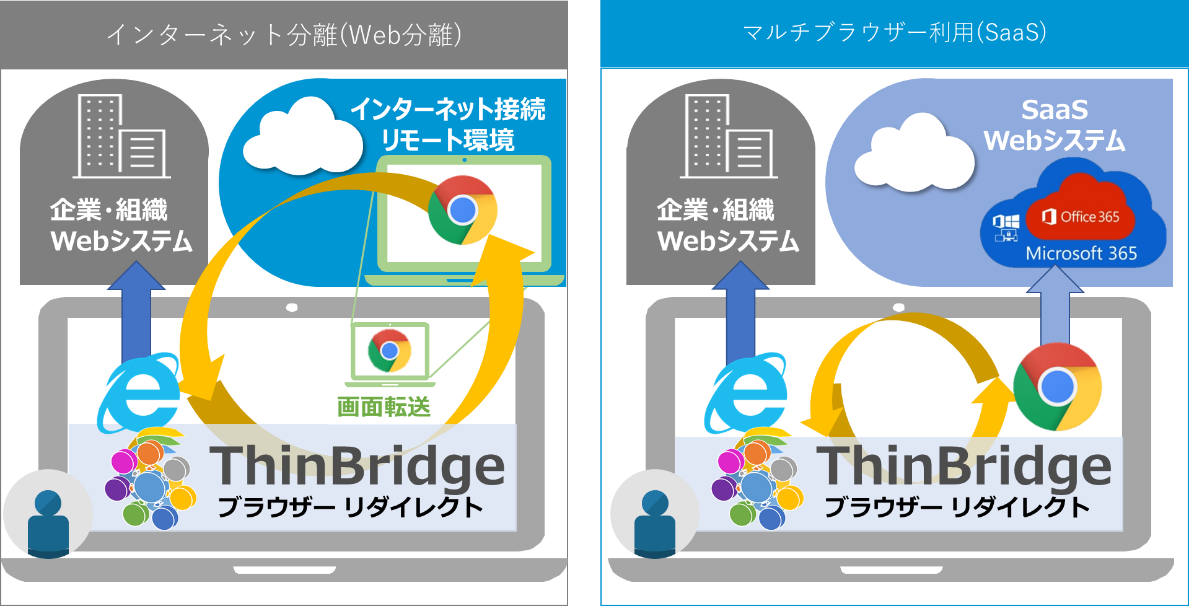 インターネット分離(Web分離)
インターネット接続
リモート環境
企業・組織
Webシステム
画面転送
ThinBridge
ブラウザー リダイレクト
マルチブラウザー利用(SaaS)
SaaS
Webシステム
Office 365
Microsoft 365
企業・組織
Webシステム
ThinBridge
ブラウザー リダイレクト